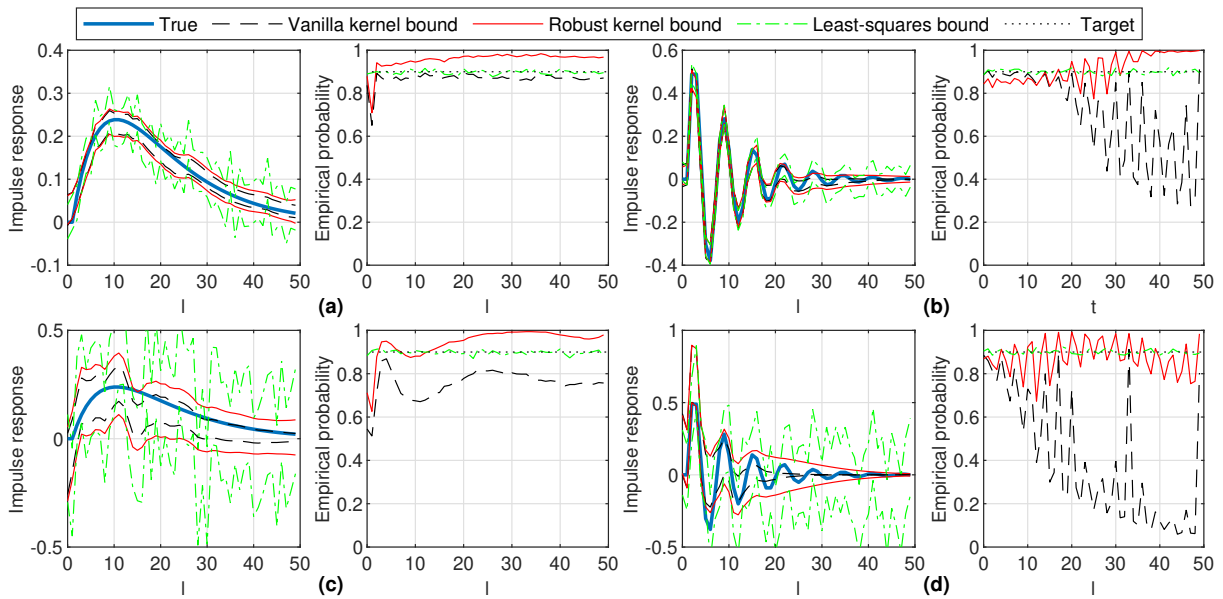 True Vanilla kernel bound Robust kernel bound Least-squares bound Target
Impulse response
0.4
0.3
0.2
0.1
0
-0.1
0 10 20 30 40 50
l
Empirical probability
1
0.8
0.6
0.4
0.2
0
0 10 20 30 40 50
l
(a)
Impulse response
0.6
0.4
0.2
0
-0.2
-0.4
0 10 20 30 40 50
l
Empirical probability
1
0.8
0.6
0.4
0.2
0
0 10 20 30 40 50
t
(b)
Impulse response
0.5
0
-0.5
0 10 20 30 40 50
l
Empirical probability
1
0.8
0.6
0.4
0.2
0
0 10 20 30 40 50
l
(c)
Impulse response
1
0.5
0
-0.5
0 10 20 30 40 50
l
Empirical probability
1
0.8
0.6
0.4
0.2
0
0 10 20 30 40 50
l
(d)